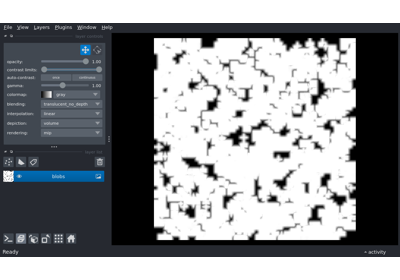 File View Layers Plugins Window Help
opacity: 1.00
contrast limits:
auto-contrast: once continuous
gamma: 1.00
colormap: gray
blending: translucent_no_depth
interpolation: linear
depiction: volume
rendering: mip
blobs
Ready
activity